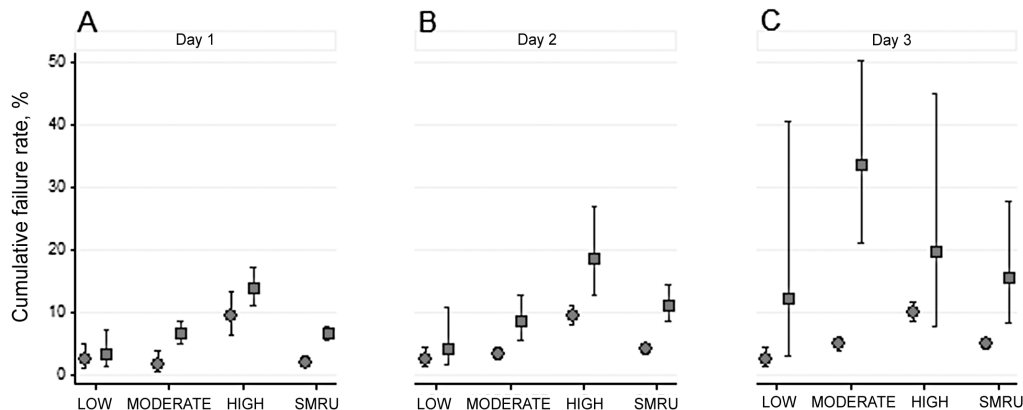 A B C
Day 1 Day 2 Day 3
Cumulative failure rate, %
50
40
30
20
10
0
LOW MODERATE HIGH SMRU LOW MODERATE HIGH SMRU LOW MODERATE HIGH SMRU